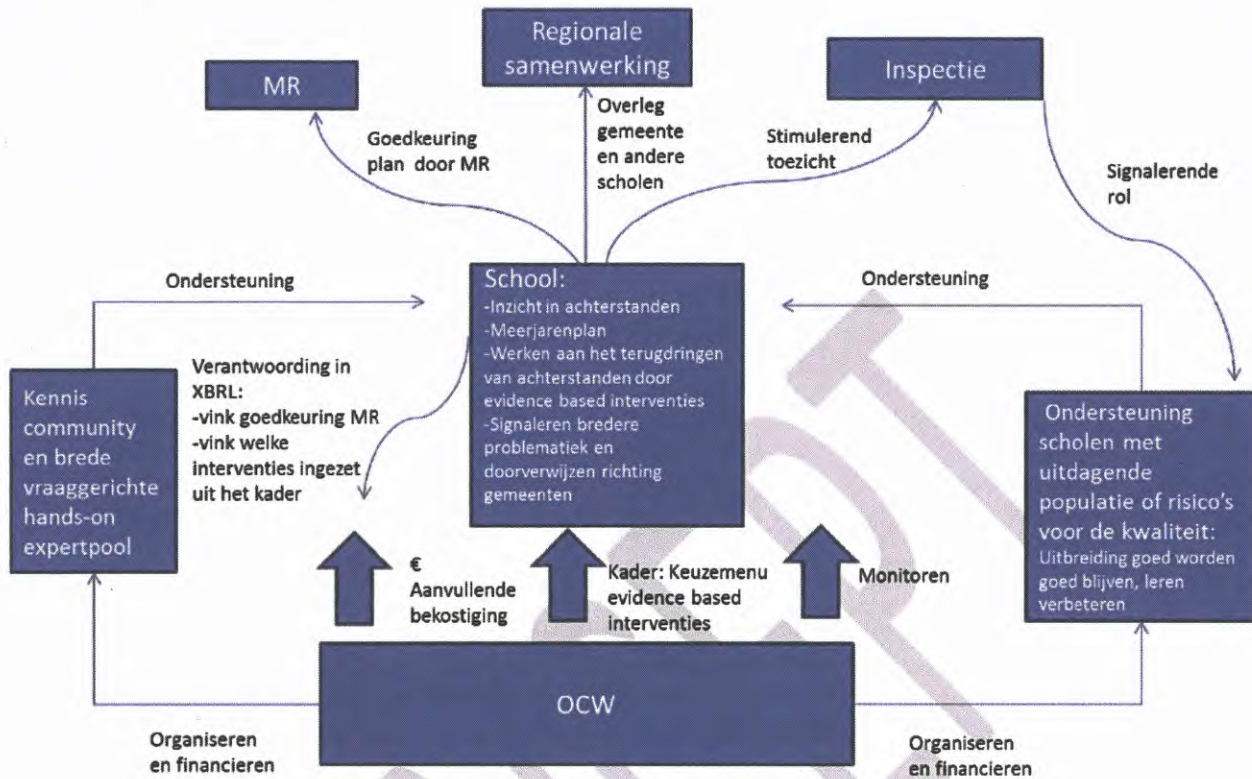 MR
Regionale
samenwerking
Inspectie
Goedkeuring
plan door MR
Overleg
gemeente
en andere
scholen
Stimulerend
toezicht
Signalerende
rol
Ondersteuning
School:
-Inzicht in achterstanden
-Meerjarenplan
-Werken aan het terugdringen
van achterstanden door
evidence based interventies
-Signaleren bredere
problematiek en
doorverwijzen richting
gemeenten
Ondersteuning
Kennis
community
en brede
vraaggerichte
hands-on
expertpool
Verantwoording in
XBRL:
-vink goedkeuring MR
-vink welke
interventies ingezet
uit het kader
Ondersteuning
scholen met
uitdagende
populatie of risico's
voor de kwaliteit:
Uitbreiding goed worden
goed blijven, leren
verbeteren
€
Aanvullende
bekostiging
Kader: Keuzemenu
evidence based
interventies
Monitoren
OCW
Organiseren
en financieren
Organiseren
en financieren